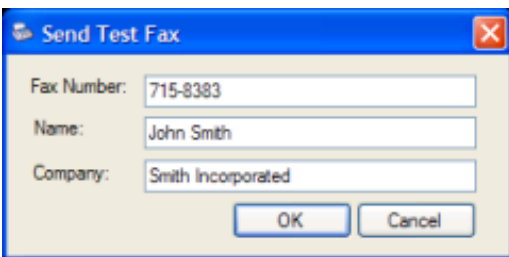 Send Test Fax
Fax Number: 715-8383
Name: John Smith
Company: Smith Incorporated
OK Cancel